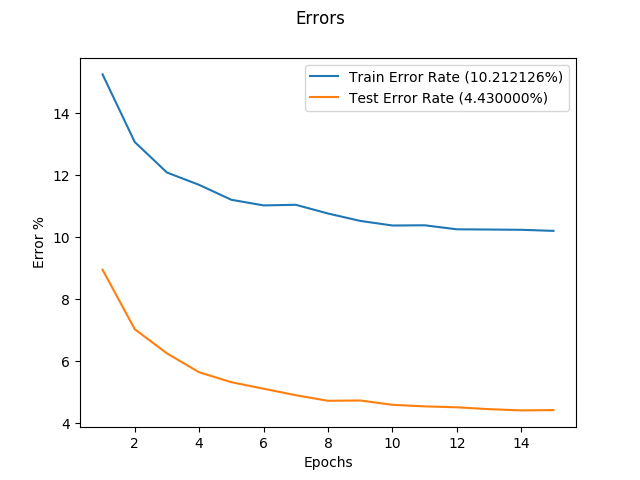 Errors
Train Error Rate (10.212126%)
Test Error Rate (4.430000%)
14
12
10
8
6
4
Error %
2
4
6
8
10
12
14
Epochs